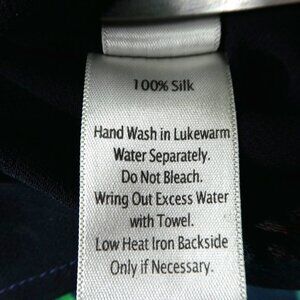 100% Silk
Hand Wash in Lukewarm
Water Separately.
Do Not Bleach.
Wring Out Excess Water
with Towel.
Low Heat Iron Backside
Only if Necessary.